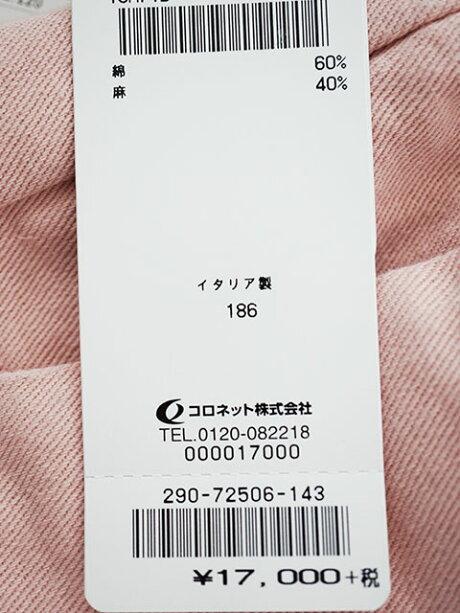 綿 60%
麻 40%
イタリア製
186
コロネット株式会社
TEL.0120-082218
000017000
290-72506-143
¥17,000+税